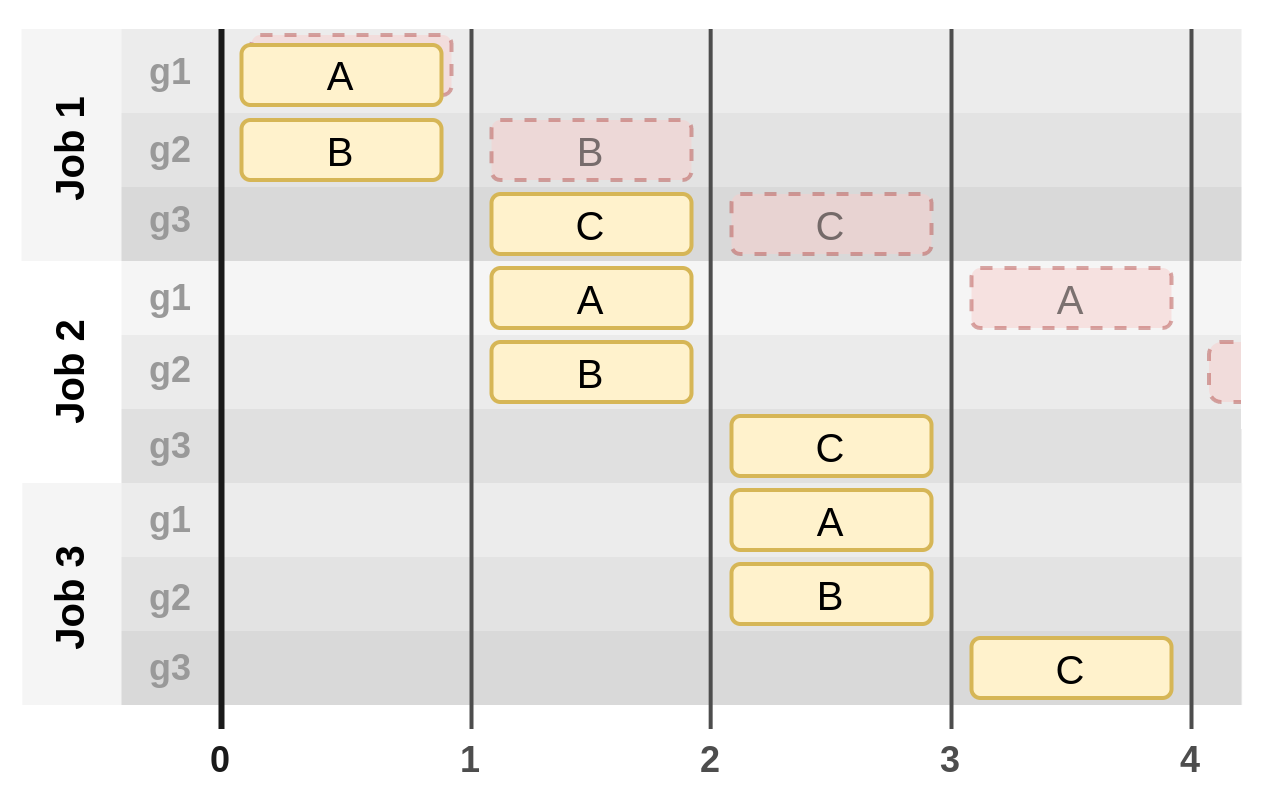 Job 1
g1 A
g2 B B
g3 C C
Job 2
g1 A A
g2 B
g3 C
Job 3
g1 A
g2 B
g3 C
0 1 2 3 4